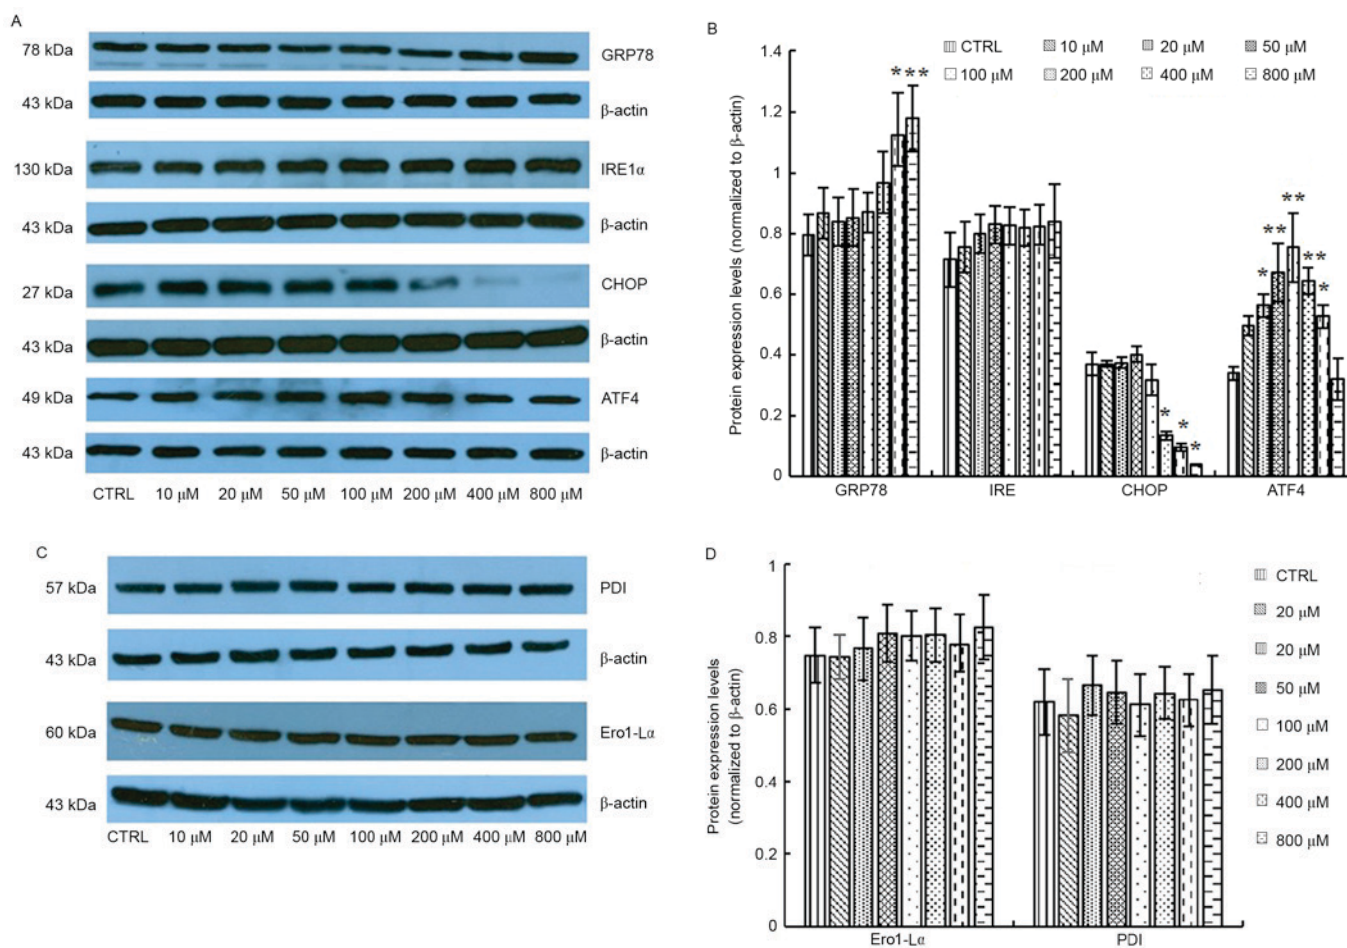 A
78 kDa
GRP78
43 kDa
β-actin
130 kDa
IRE1α
43 kDa
β-actin
27 kDa
CHOP
43 kDa
β-actin
49 kDa
ATF4
43 kDa
β-actin
CTRL 10 μM 20 μM 50 μM 100 μM 200 μM 400 μM 800 μM
B
Protein expression levels (normalized to β-actin)
1.4
1.2
1
0.8
0.6
0.4
0.2
0
CTRL 10 μM 20 μM 50 μM
100 μM 200 μM 400 μM 800 μM
* **
* ** ** ** *
* * *
GRP78 IRE CHOP ATF4
C
57 kDa
PDI
43 kDa
β-actin
60 kDa
Ero1-Lα
43 kDa
β-actin
CTRL 10 μM 20 μM 50 μM 100 μM 200 μM 400 μM 800 μM
D
Protein expression levels
(normalized to β-actin)
1
0.8
0.6
0.4
0.2
0
CTRL
20 μM
20 μM
50 μM
100 μM
200 μM
400 μM
800 μM
Ero1-Lα PDI